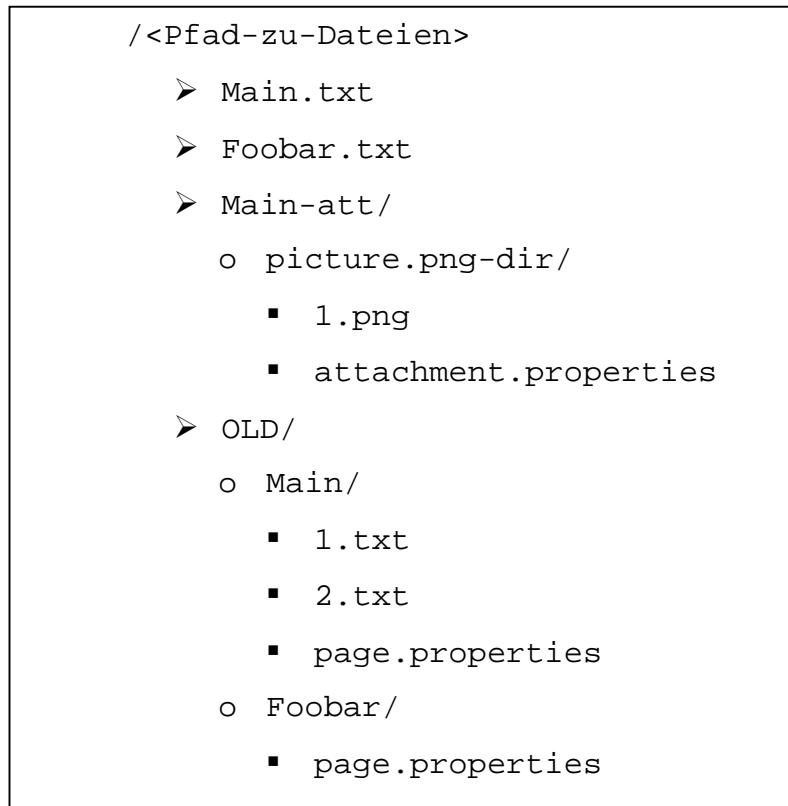 /<Pfad-zu-Dateien>
➢ Main.txt
➢ Foobar.txt
➢ Main-att/
o picture.png-dir/
▪ 1.png
▪ attachment.properties
➢ OLD/
o Main/
▪ 1.txt
▪ 2.txt
▪ page.properties
o Foobar/
▪ page.properties